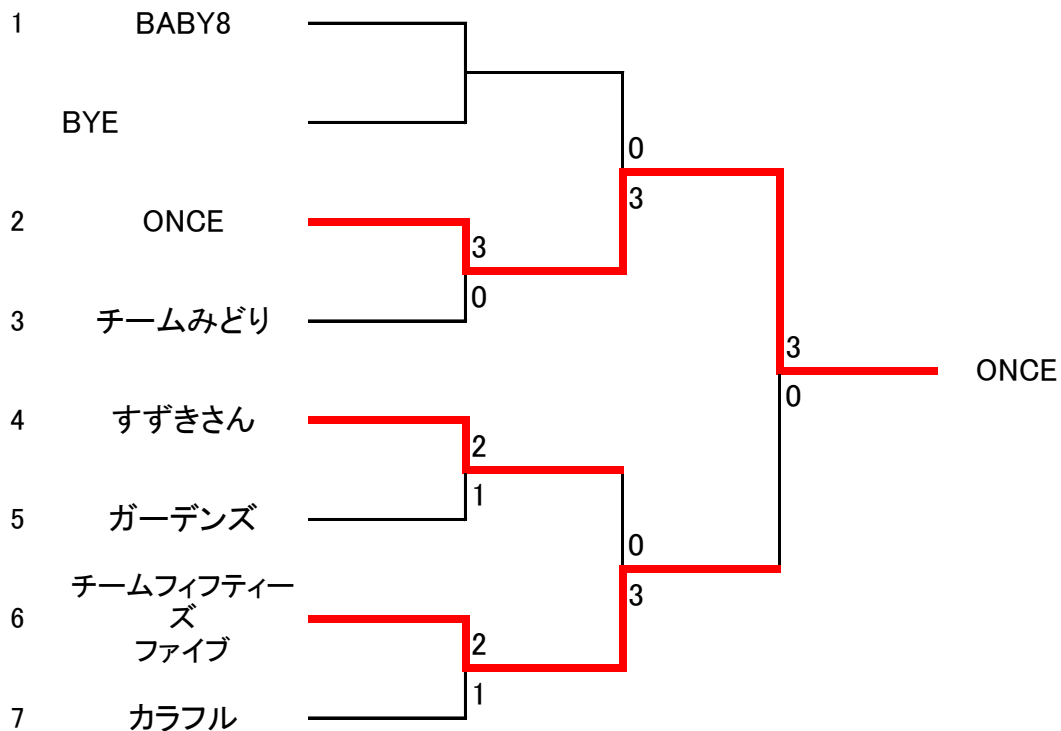 1 BABY8
BYE
0
3
2 ONCE
3
0
3 チームみどり
3
0
ONCE
4 すずきさん
2
1
5 ガーデンズ
0
3
6 チームフィフティー
ズ
ファイブ
2
1
7 カラフル